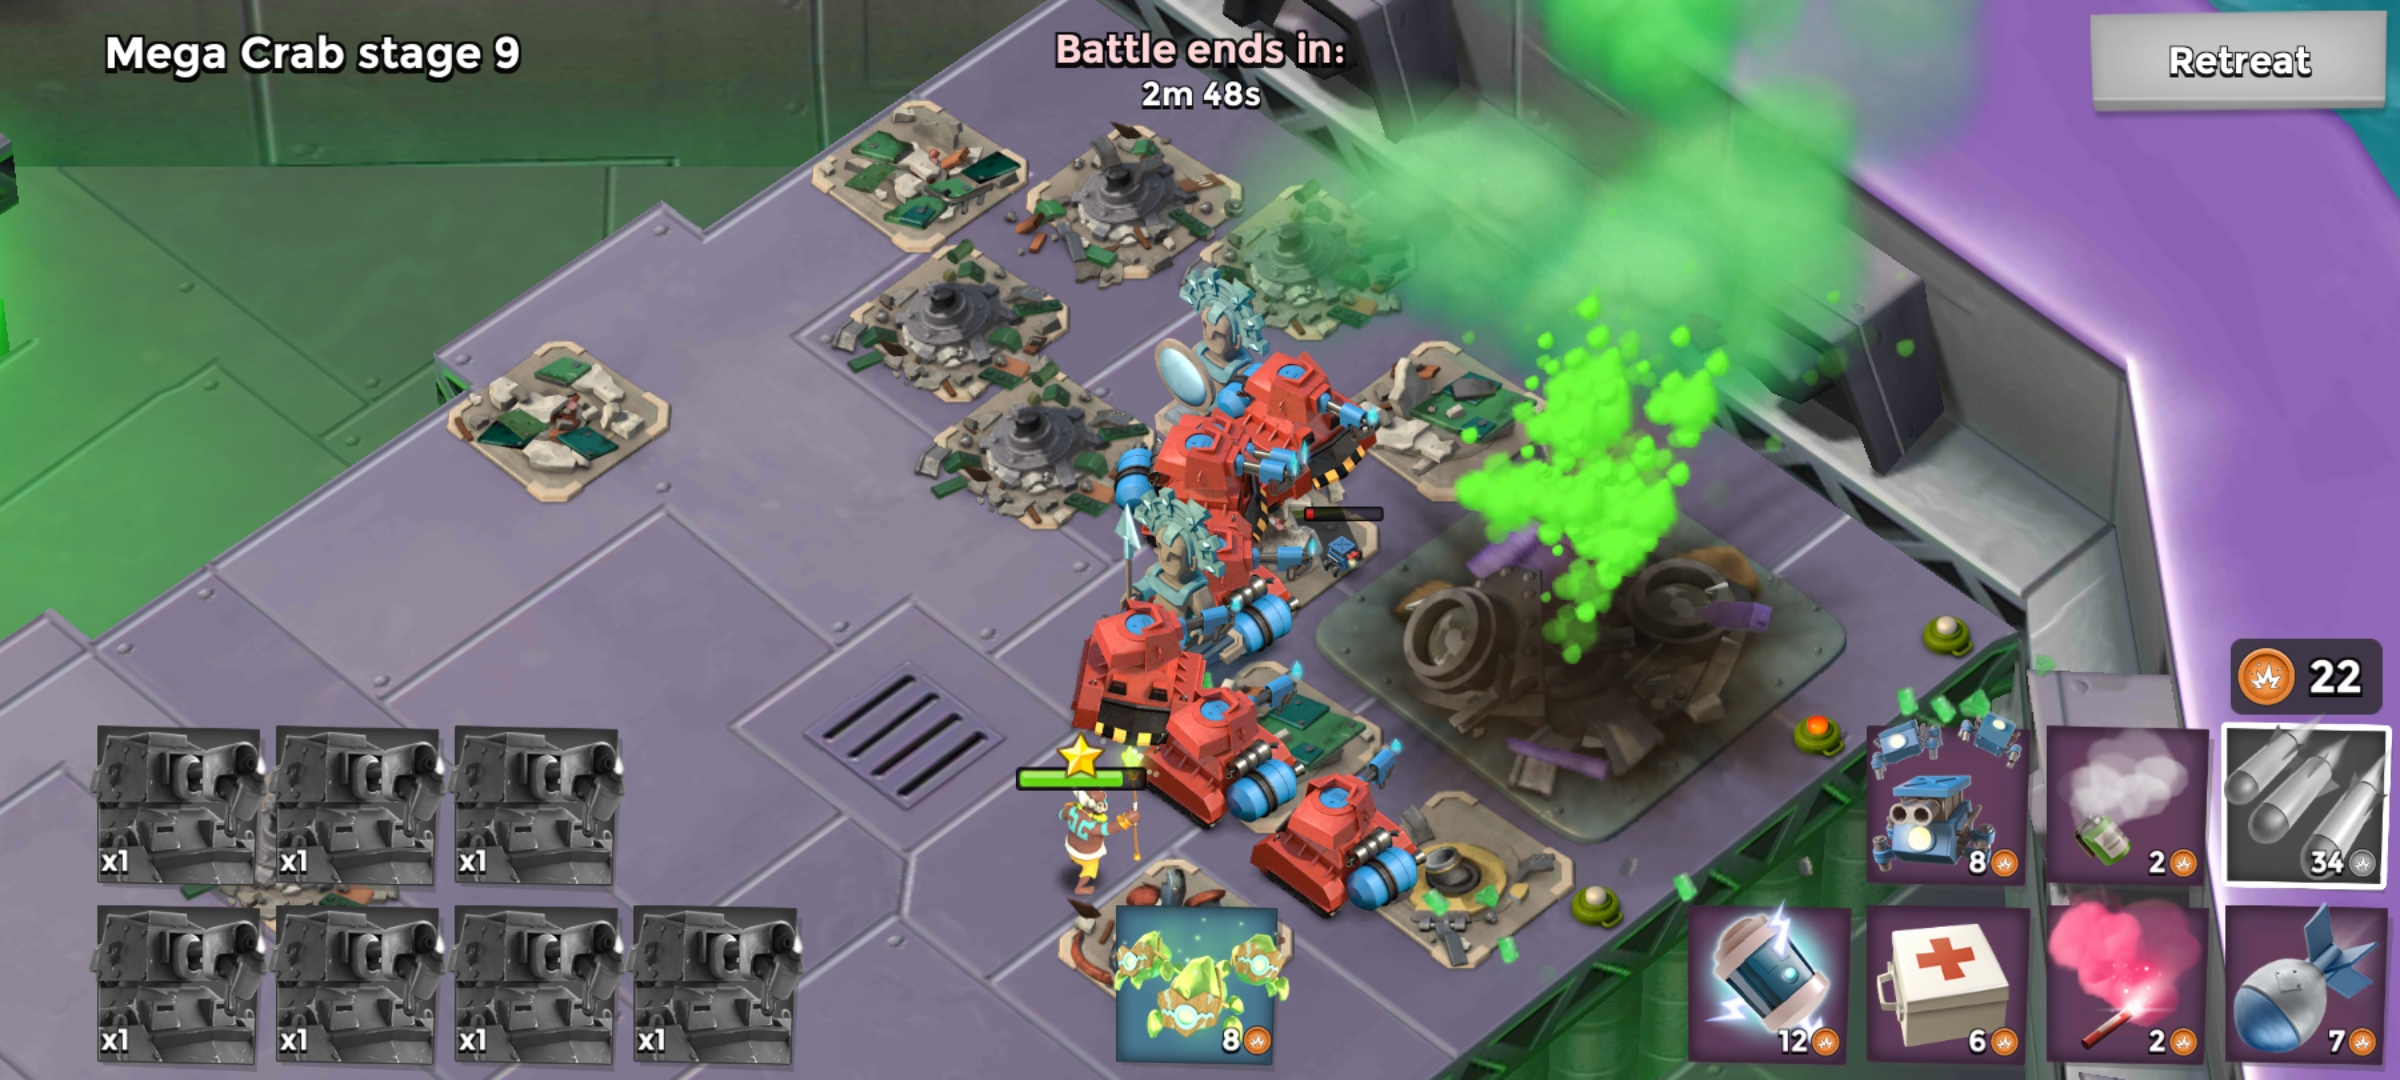 Mega Crab stage 9
Battle ends in:
2m 48s
Retreat
22
x1
x1
x1
8
2
34
x1
x1
x1
x1
8
12
6
2
7